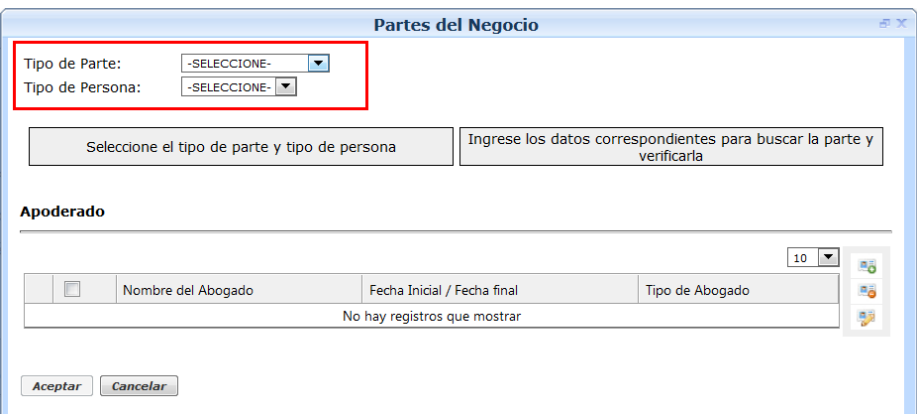 Partes del Negocio
Tipo de Parte: -SELECCIONE-
Tipo de Persona: -SELECCIONE-
Seleccione el tipo de parte y tipo de persona
Ingrese los datos correspondientes para buscar la parte y
verificarla
Apoderado
10
Nombre del Abogado Fecha Inicial / Fecha final Tipo de Abogado
No hay registros que mostrar
Aceptar Cancelar